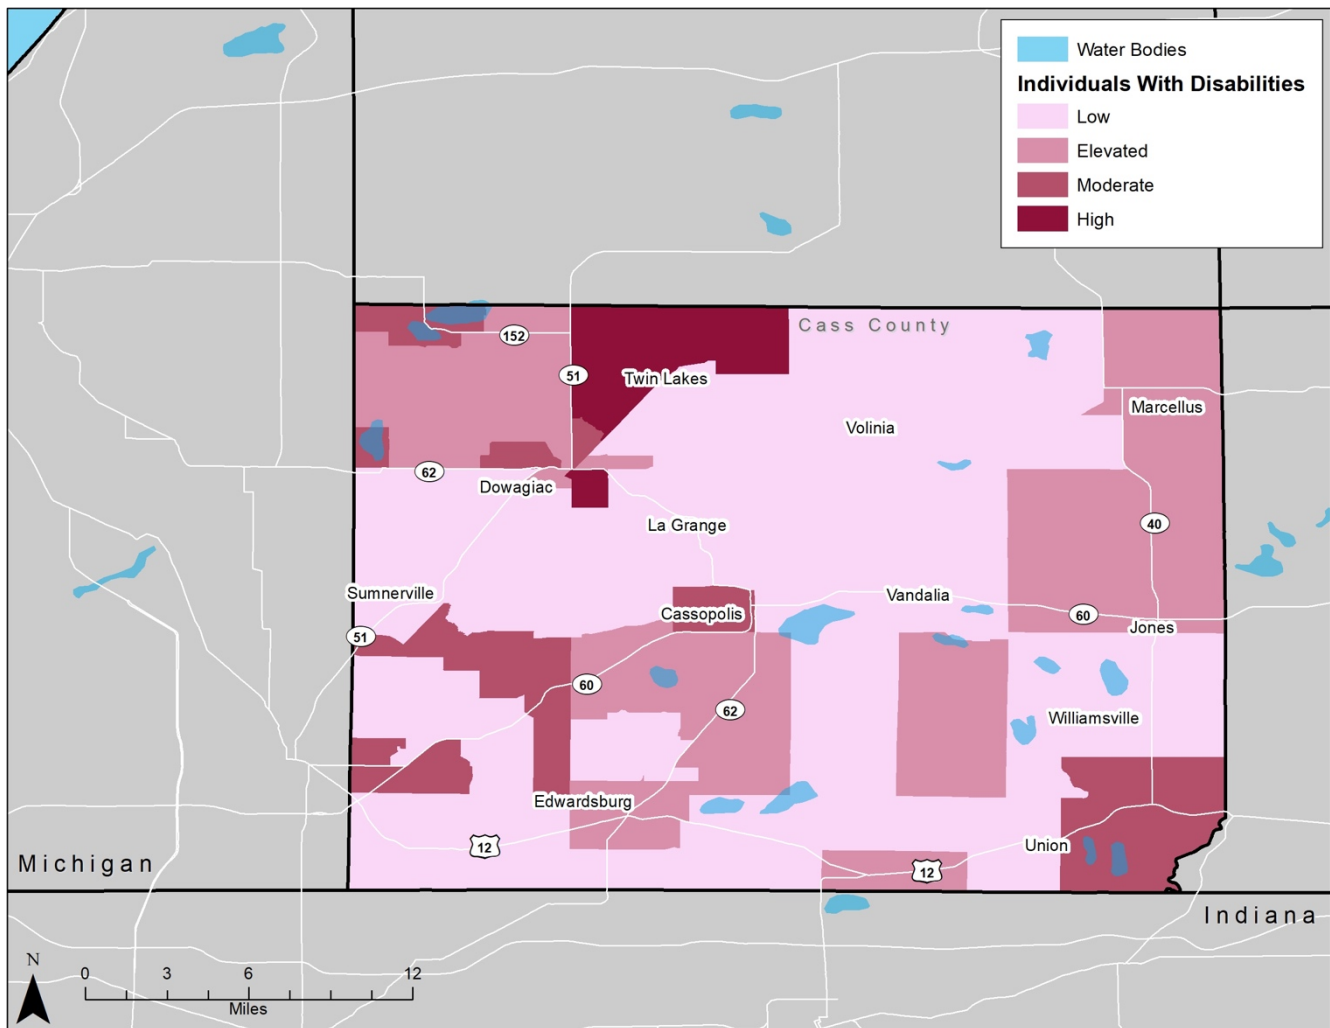 Water Bodies
Individuals With Disabilities
Low
Elevated
Moderate
High
Cass County
152
51
Twin Lakes
Marcellus
Volinia
62
Dowagiac
La Grange
40
Sumnerville
Vandalia
Cassopolis
60
Jones
51
60
62
Williamsville
Edwardsburg
12
Union
12
Michigan
Indiana
N
0 3 6 12
Miles